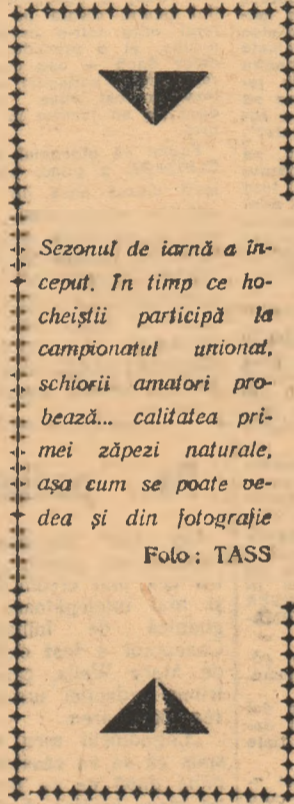 Sezonul de iarnă a în-
ceput. În timp ce ho-
cheiștii participă la
campionatul unional,
schiorii amatori pro-
bează... calitatea pri-
mei zăpezi naturale,
așa cum se poate ve-
dea și din fotografie
Foto: TASS